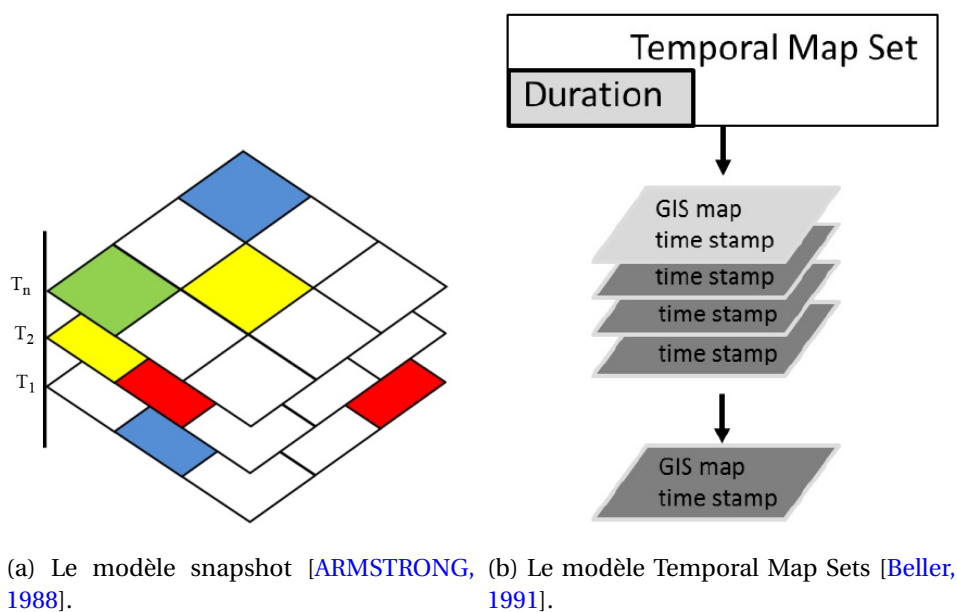 Temporal Map Set
Duration
GIS map
time stamp
time stamp
time stamp
time stamp
GIS map
time stamp
Tn
T2
T1
(a) Le modèle snapshot [ARMSTRONG,
1988].
(b) Le modèle Temporal Map Sets [Beller,
1991].